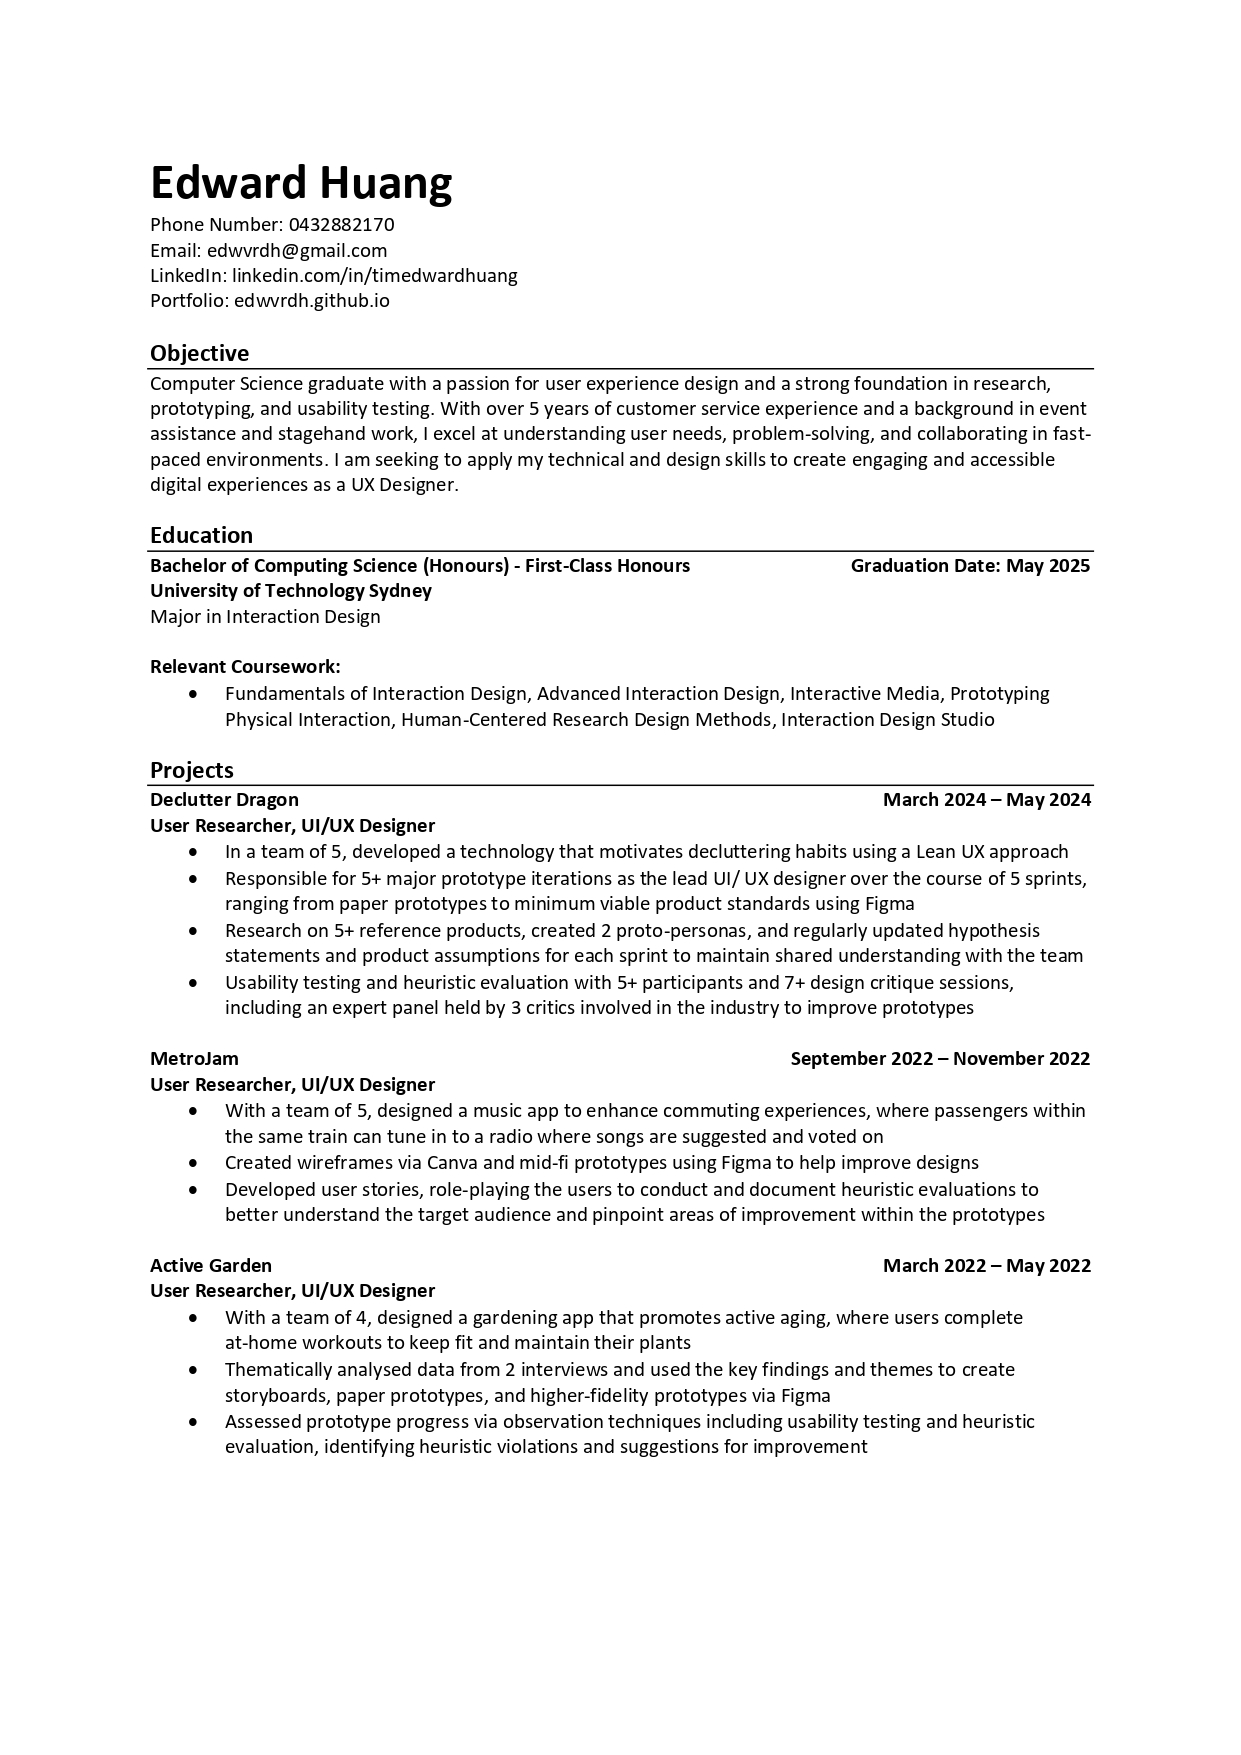 Edward Huang
Phone Number: 0432882170
Email: edwvrdh@gmail.com
LinkedIn: linkedin.com/in/timedwardhuang
Portfolio: edwvrdh.github.io
Objective
Computer Science graduate with a passion for user experience design and a strong foundation in research,
prototyping, and usability testing. With over 5 years of customer service experience and a background in event
assistance and stagehand work, I excel at understanding user needs, problem-solving, and collaborating in fast-
paced environments. I am seeking to apply my technical and design skills to create engaging and accessible
digital experiences as a UX Designer.
Education
Bachelor of Computing Science (Honours) - First-Class Honours Graduation Date: May 2025
University of Technology Sydney
Major in Interaction Design
Relevant Coursework:
• Fundamentals of Interaction Design, Advanced Interaction Design, Interactive Media, Prototyping
Physical Interaction, Human-Centered Research Design Methods, Interaction Design Studio
Projects
Declutter Dragon March 2024 – May 2024
User Researcher, UI/UX Designer
• In a team of 5, developed a technology that motivates decluttering habits using a Lean UX approach
• Responsible for 5+ major prototype iterations as the lead UI/ UX designer over the course of 5 sprints,
ranging from paper prototypes to minimum viable product standards using Figma
• Research on 5+ reference products, created 2 proto-personas, and regularly updated hypothesis
statements and product assumptions for each sprint to maintain shared understanding with the team
• Usability testing and heuristic evaluation with 5+ participants and 7+ design critique sessions,
including an expert panel held by 3 critics involved in the industry to improve prototypes
MetroJam September 2022 – November 2022
User Researcher, UI/UX Designer
• With a team of 5, designed a music app to enhance commuting experiences, where passengers within
the same train can tune in to a radio where songs are suggested and voted on
• Created wireframes via Canva and mid-fi prototypes using Figma to help improve designs
• Developed user stories, role-playing the users to conduct and document heuristic evaluations to
better understand the target audience and pinpoint areas of improvement within the prototypes
Active Garden March 2022 – May 2022
User Researcher, UI/UX Designer
• With a team of 4, designed a gardening app that promotes active aging, where users complete
at-home workouts to keep fit and maintain their plants
• Thematically analysed data from 2 interviews and used the key findings and themes to create
storyboards, paper prototypes, and higher-fidelity prototypes via Figma
• Assessed prototype progress via observation techniques including usability testing and heuristic
evaluation, identifying heuristic violations and suggestions for improvement